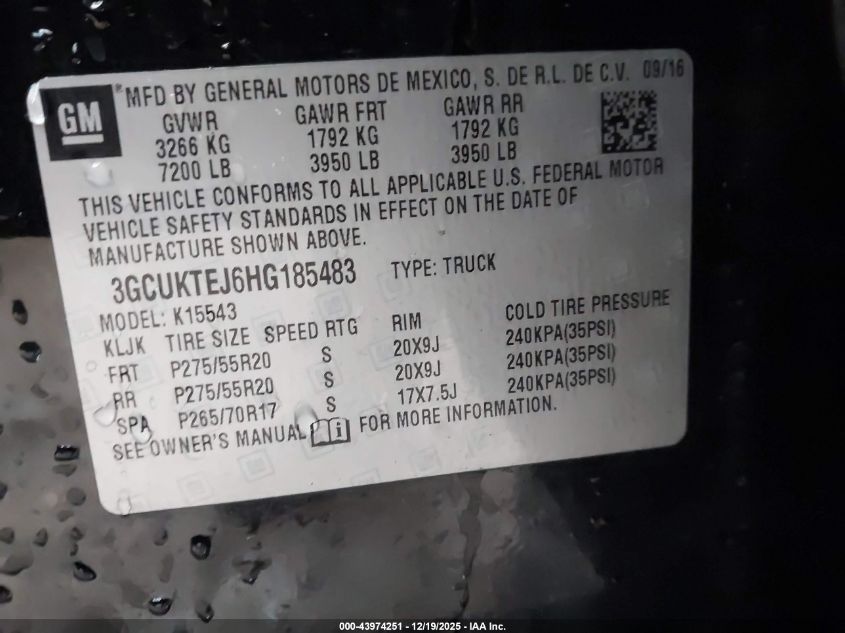 GM
® MFD BY GENERAL MOTORS DE MEXICO, S. DE R.L. DE C.V. 09/16
GVWR GAWR FRT GAWR RR
3266 KG 1792 KG 1792 KG
7200 LB 3950 LB 3950 LB
THIS VEHICLE CONFORMS TO ALL APPLICABLE U.S. FEDERAL MOTOR
VEHICLE SAFETY STANDARDS IN EFFECT ON THE DATE OF
MANUFACTURE SHOWN ABOVE.
3GCUKTEJ6HG185483 TYPE: TRUCK
MODEL: K15543
KLJK TIRE SIZE SPEED RTG RIM COLD TIRE PRESSURE
FRT P275/55R20 S 20X9J 240KPA(35PSI)
RR P275/55R20 S 20X9J 240KPA(35PSI)
SPA P265/70R17 S 17X7.5J 240KPA(35PSI)
SEE OWNER'S MANUAL FOR MORE INFORMATION.
000-43974251 - 12/19/2025 - IAA Inc.